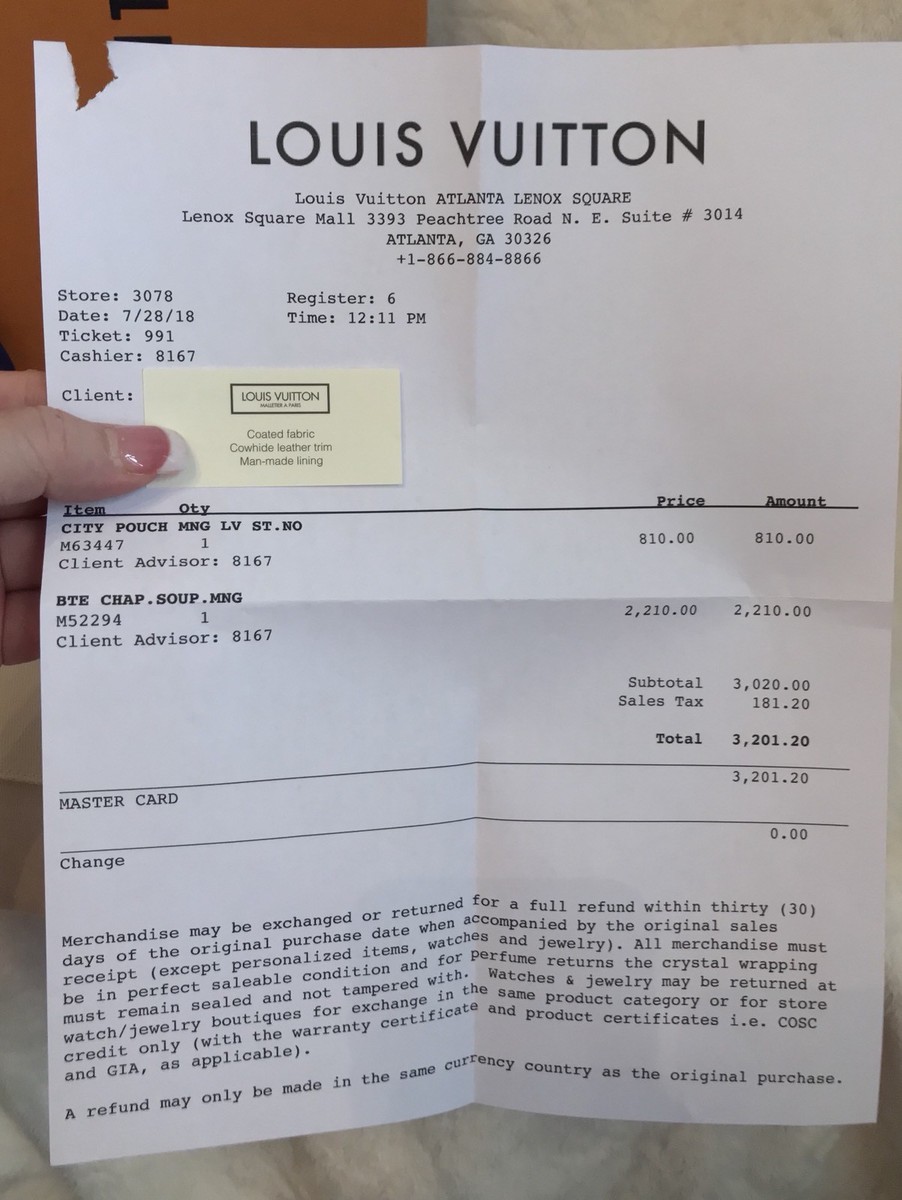 LOUIS VUITTON
Louis Vuitton ATLANTA LENOX SQUARE
Lenox Square Mall 3393 Peachtree Road N. E. Suite # 3014
ATLANTA, GA 30326
+1-866-884-8866
Store: 3078 Register: 6
Date: 7/28/18 Time: 12:11 PM
Ticket: 991
Cashier: 8167
Client:
LOUIS VUITTON
MALLETIER A PARIS
Coated fabric
Cowhide leather trim
Man-made lining
Item Qty Price Amount
CITY POUCH MNG LV ST.NO
M63447 1 810.00 810.00
Client Advisor: 8167
BTE CHAP.SOUP.MNG
M52294 1 2,210.00 2,210.00
Client Advisor: 8167
Subtotal 3,020.00
Sales Tax 181.20
Total 3,201.20
MASTER CARD 3,201.20
Change 0.00
Merchandise may be exchanged or returned for a full refund within thirty (30)
days of the original purchase date when accompanied by the original sales
receipt (except personalized items, watches and jewelry). All merchandise must
be in perfect saleable condition and for perfume returns the crystal wrapping
must remain sealed and not tampered with. Watches & jewelry may be returned at
watch/jewelry boutiques for exchange in the same product category or for store
credit only (with the warranty certificate and product certificates i.e. COSC
and GIA, as applicable).
A refund may only be made in the same currency country as the original purchase.